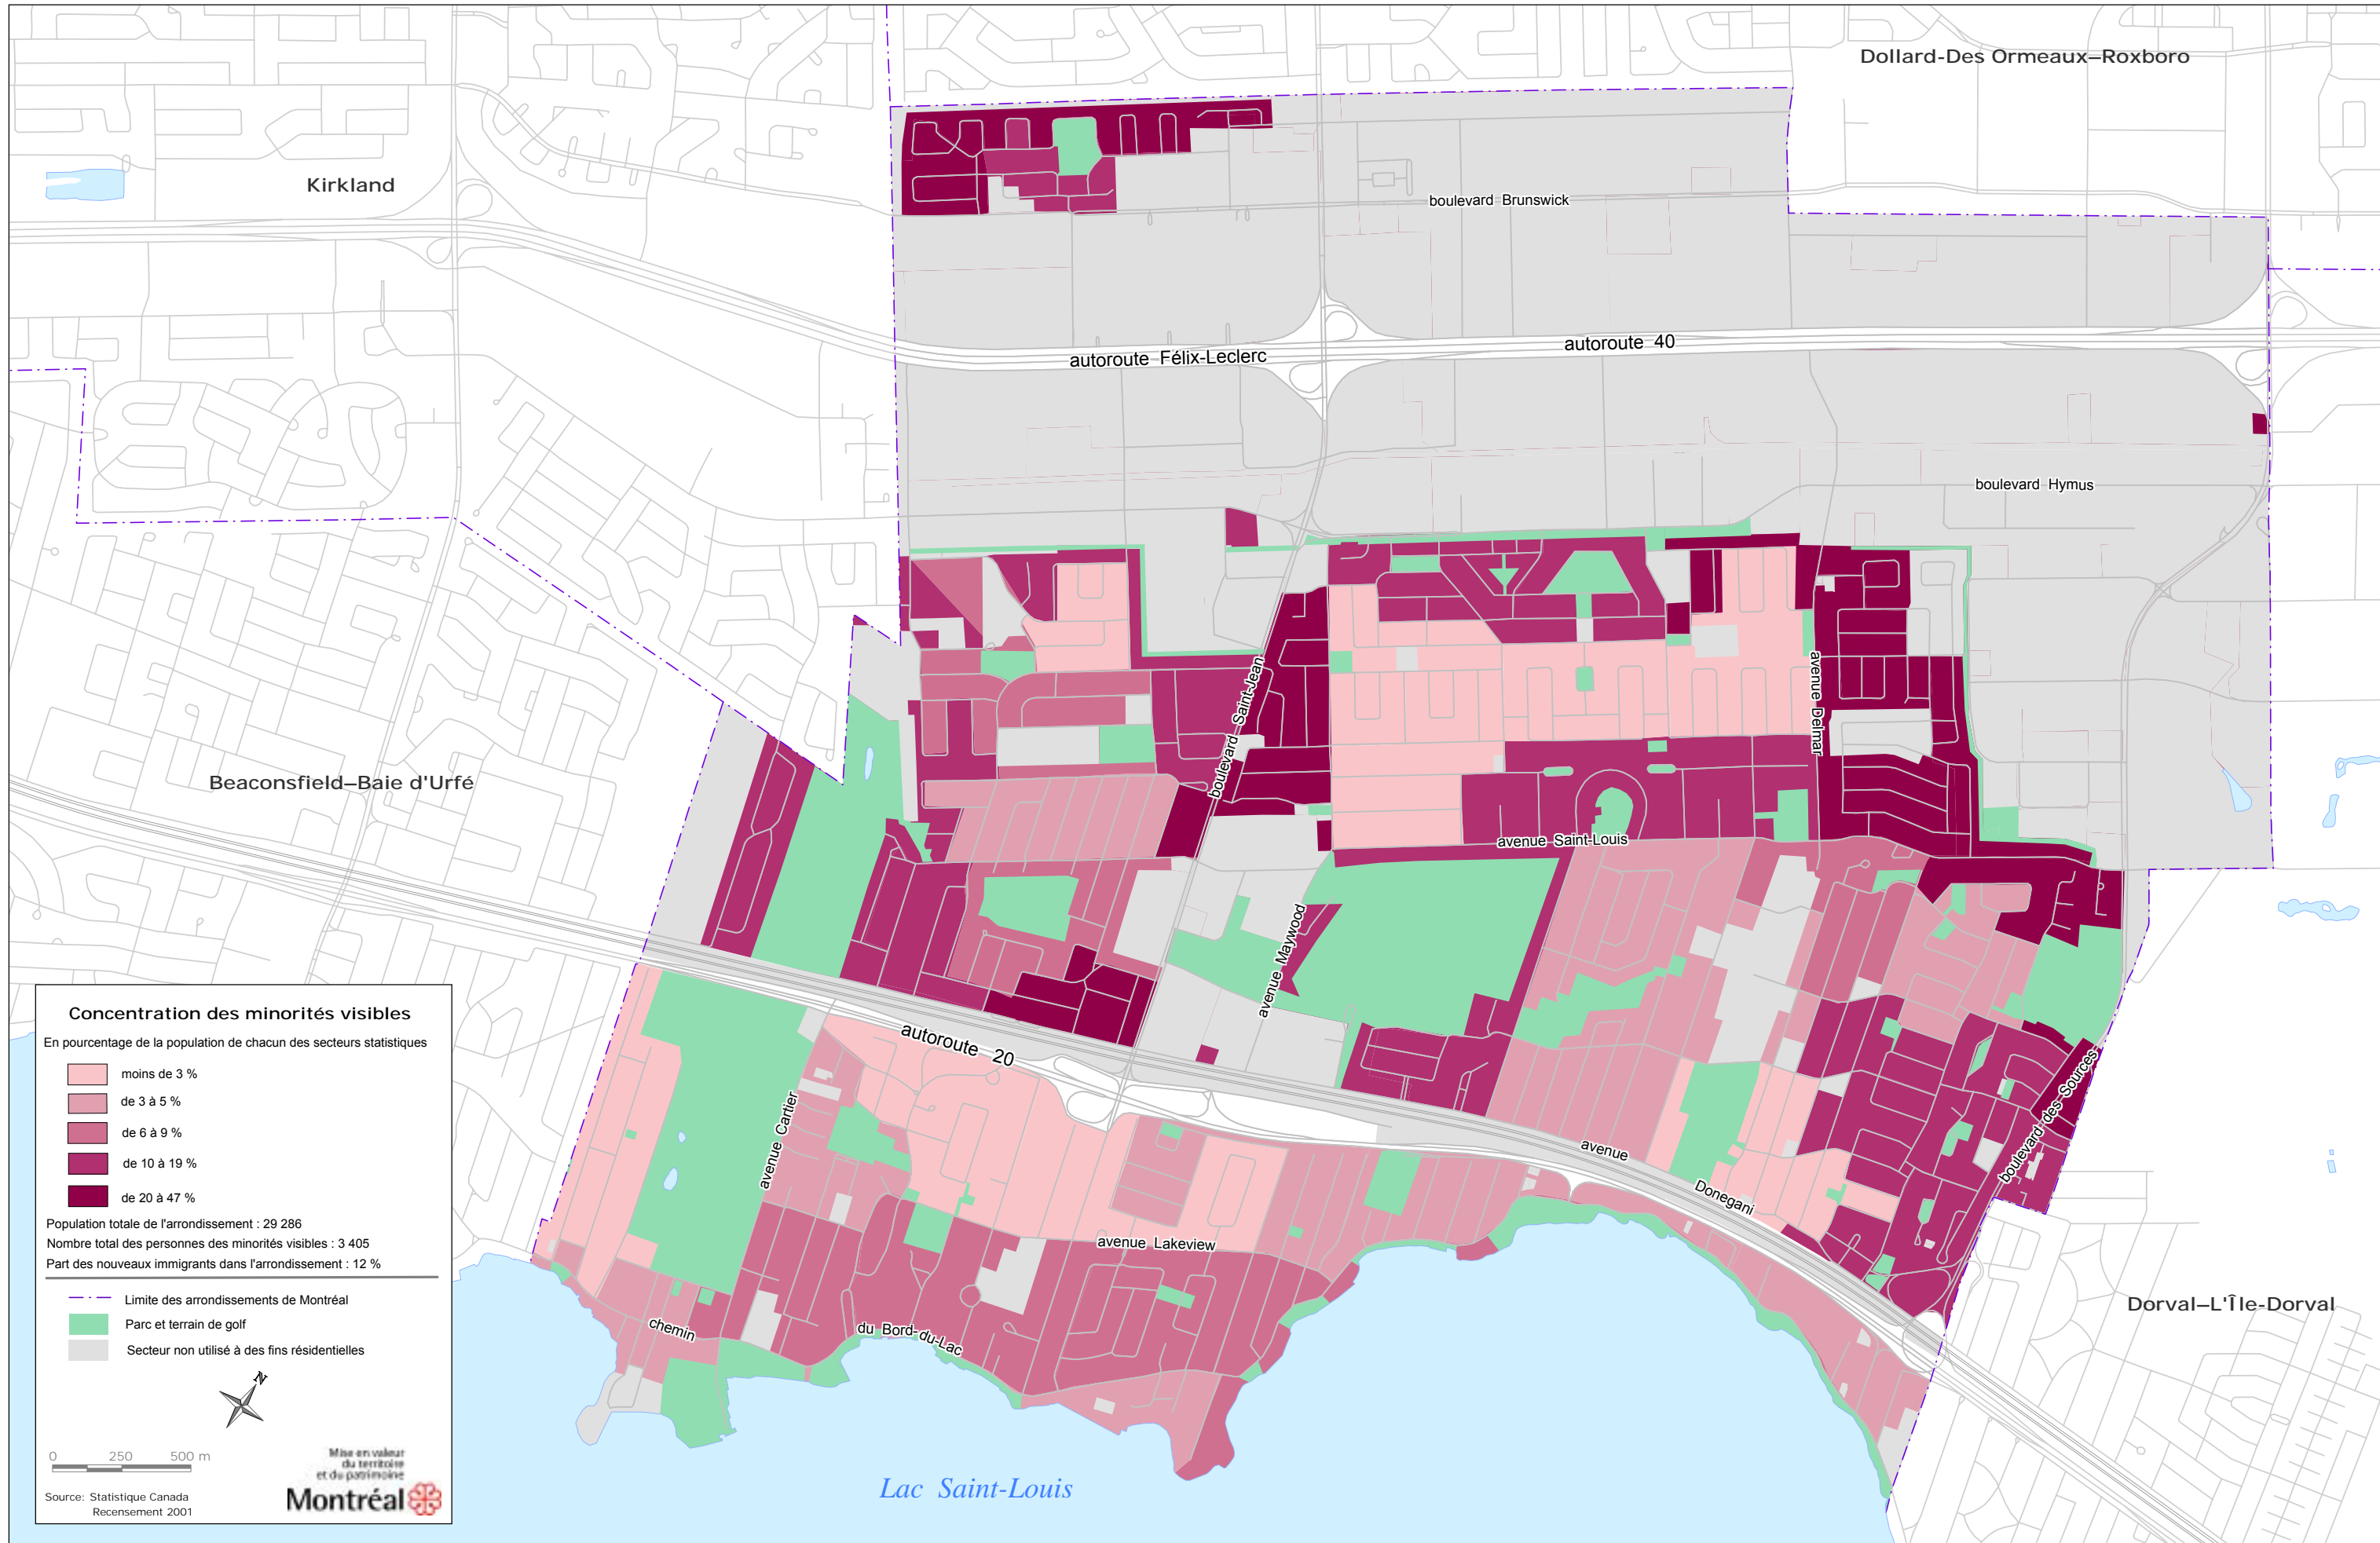 Dollard-Des Ormeaux–Roxboro
Kirkland
boulevard Brunswick
autoroute Félix-Leclerc
autoroute 40
boulevard Hymus
boulevard Saint-Jean
avenue Delmar
Beaconsfield–Baie d'Urfé
avenue Saint-Louis
avenue Maywood
autoroute 20
avenue Cartier
boulevard des Sources
avenue Donegani
avenue Lakeview
chemin du Bord-du-Lac
Dorval–L'Île-Dorval
Lac Saint-Louis
Concentration des minorités visibles
En pourcentage de la population de chacun des secteurs statistiques
moins de 3 %
de 3 à 5 %
de 6 à 9 %
de 10 à 19 %
de 20 à 47 %
Population totale de l'arrondissement : 29 286
Nombre total des personnes des minorités visibles : 3 405
Part des nouveaux immigrants dans l'arrondissement : 12 %
Limite des arrondissements de Montréal
Parc et terrain de golf
Secteur non utilisé à des fins résidentielles
N
0 250 500 m
Mise en valeur
du territoire
et du patrimoine
Montréal
Source: Statistique Canada
Recensement 2001